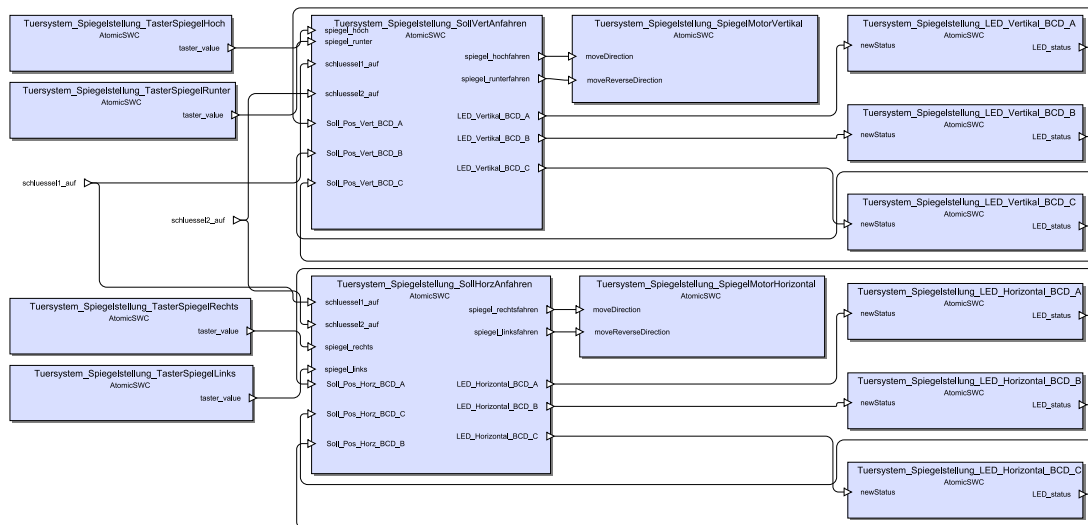 Tuersystem_Spiegelstellung_TasterSpiegelHoch
AtomicSWC
taster_value
Tuersystem_Spiegelstellung_TasterSpiegelRunter
AtomicSWC
taster_value
schluessel1_auf
schluessel2_auf
Tuersystem_Spiegelstellung_TasterSpiegelRechts
AtomicSWC
taster_value
Tuersystem_Spiegelstellung_TasterSpiegelLinks
AtomicSWC
taster_value
Tuersystem_Spiegelstellung_SollVertAnfahren
AtomicSWC
spiegel_hoch
spiegel_runter
schluessel1_auf
schluessel2_auf
Soll_Pos_Vert_BCD_A
Soll_Pos_Vert_BCD_B
Soll_Pos_Vert_BCD_C
spiegel_hochfahren
spiegel_runterfahren
LED_Vertikal_BCD_A
LED_Vertikal_BCD_B
LED_Vertikal_BCD_C
Tuersystem_Spiegelstellung_SollHorzAnfahren
AtomicSWC
schluessel1_auf
schluessel2_auf
spiegel_rechts
spiegel_links
Soll_Pos_Horz_BCD_A
Soll_Pos_Horz_BCD_C
Soll_Pos_Horz_BCD_B
spiegel_rechtsfahren
spiegel_linksfahren
LED_Horizontal_BCD_A
LED_Horizontal_BCD_B
LED_Horizontal_BCD_C
Tuersystem_Spiegelstellung_SpiegelMotorVertikal
AtomicSWC
moveDirection
moveReverseDirection
Tuersystem_Spiegelstellung_SpiegelMotorHorizontal
AtomicSWC
moveDirection
moveReverseDirection
Tuersystem_Spiegelstellung_LED_Vertikal_BCD_A
AtomicSWC
newStatus
LED_status
Tuersystem_Spiegelstellung_LED_Vertikal_BCD_B
AtomicSWC
newStatus
LED_status
Tuersystem_Spiegelstellung_LED_Vertikal_BCD_C
AtomicSWC
newStatus
LED_status
Tuersystem_Spiegelstellung_LED_Horizontal_BCD_A
AtomicSWC
newStatus
LED_status
Tuersystem_Spiegelstellung_LED_Horizontal_BCD_B
AtomicSWC
newStatus
LED_status
Tuersystem_Spiegelstellung_LED_Horizontal_BCD_C
AtomicSWC
newStatus
LED_status